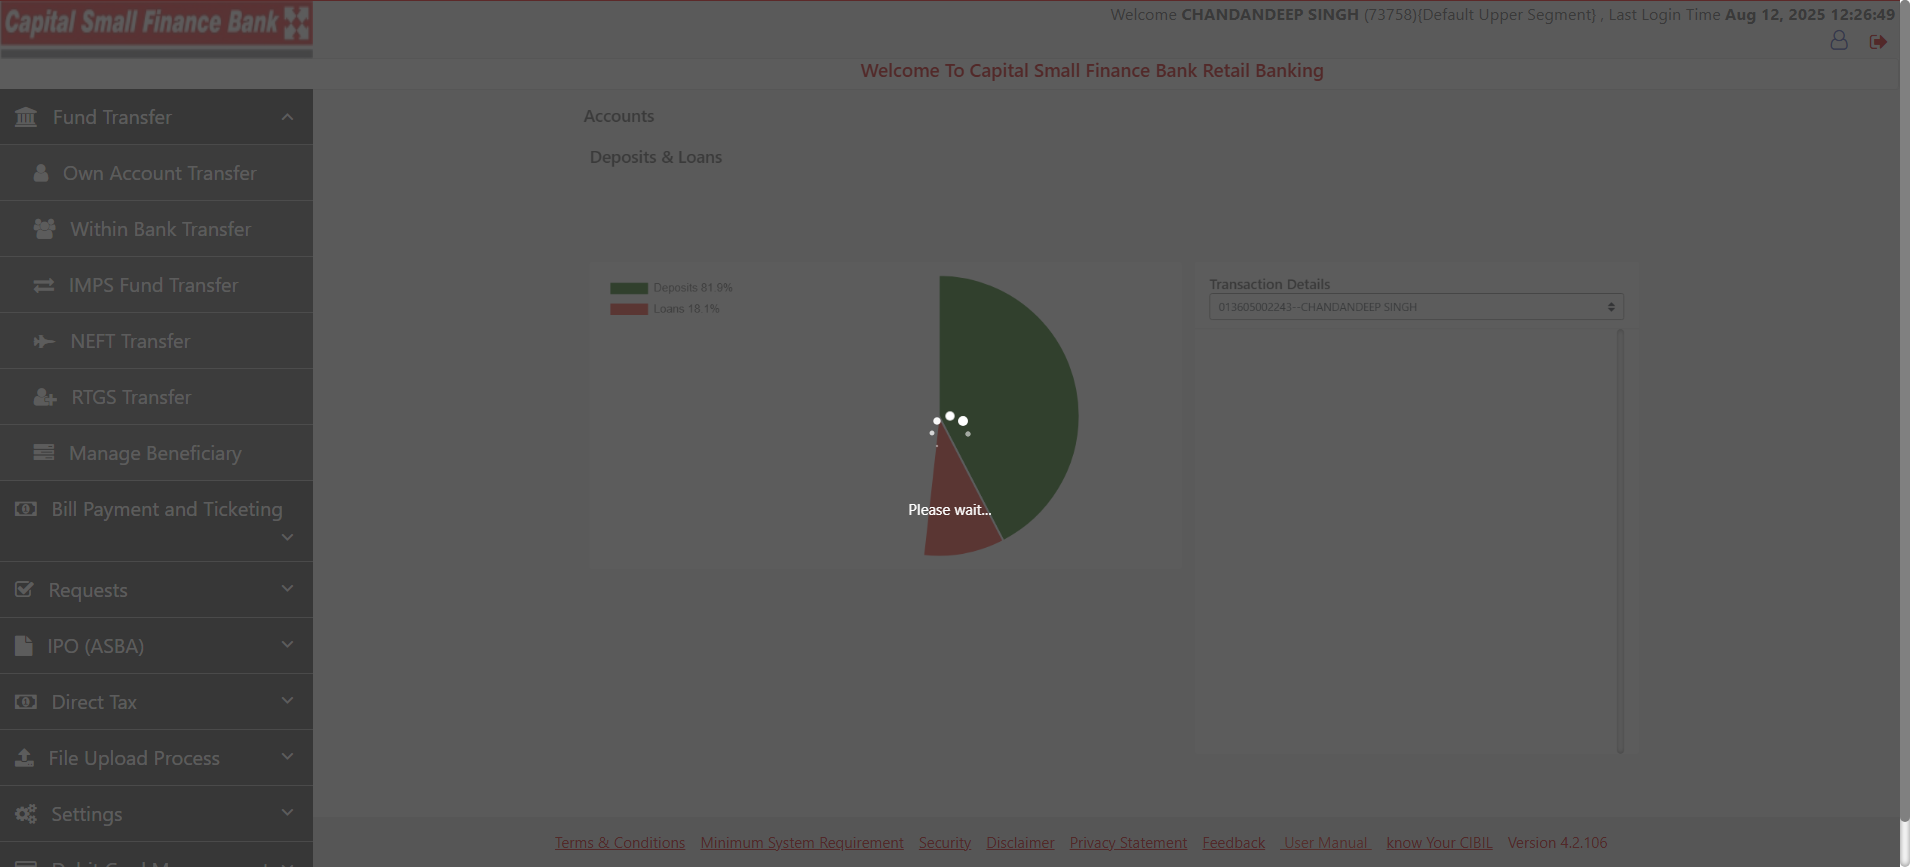 Capital Small Finance Bank
Welcome CHANDANDEEP SINGH (73758){Default Upper Segment} , Last Login Time Aug 12, 2025 12:26:49
Welcome To Capital Small Finance Bank Retail Banking
Fund Transfer
Own Account Transfer
Within Bank Transfer
IMPS Fund Transfer
NEFT Transfer
RTGS Transfer
Manage Beneficiary
Bill Payment and Ticketing
Requests
IPO (ASBA)
Direct Tax
File Upload Process
Settings
Accounts
Deposits & Loans
Deposits 81.9%
Loans 18.1%
Please wait...
Transaction Details
013605002243--CHANDANDEEP SINGH
Terms & Conditions Minimum System Requirement Security Disclaimer Privacy Statement Feedback User Manual know Your CIBIL Version 4.2.106